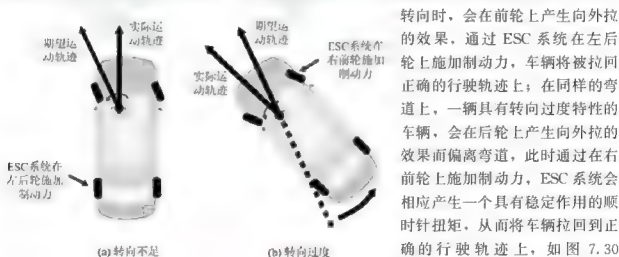 期望运
动轨迹
实际运
动轨迹
ESC系统在
左后轮施加
制动力
(a) 转向不足
期望运
动轨迹
实际运
动轨迹
ESC系统在
右前轮施加
制动力
(b) 转向过度
转向时，会在前轮上产生向外拉
的效果，通过 ESC 系统在左后
轮上施加制动力，车辆将被拉回
正确的行驶轨迹上；在同样的弯
道上，一辆具有转向过度特性的
车辆，会在后轮上产生向外拉的
效果而偏离弯道，此时通过在右
前轮上施加制动力，ESC 系统会
相应产生一个具有稳定作用的顺
时针扭矩，从而将车辆拉回到正
确的行驶轨迹上，如图 7.30